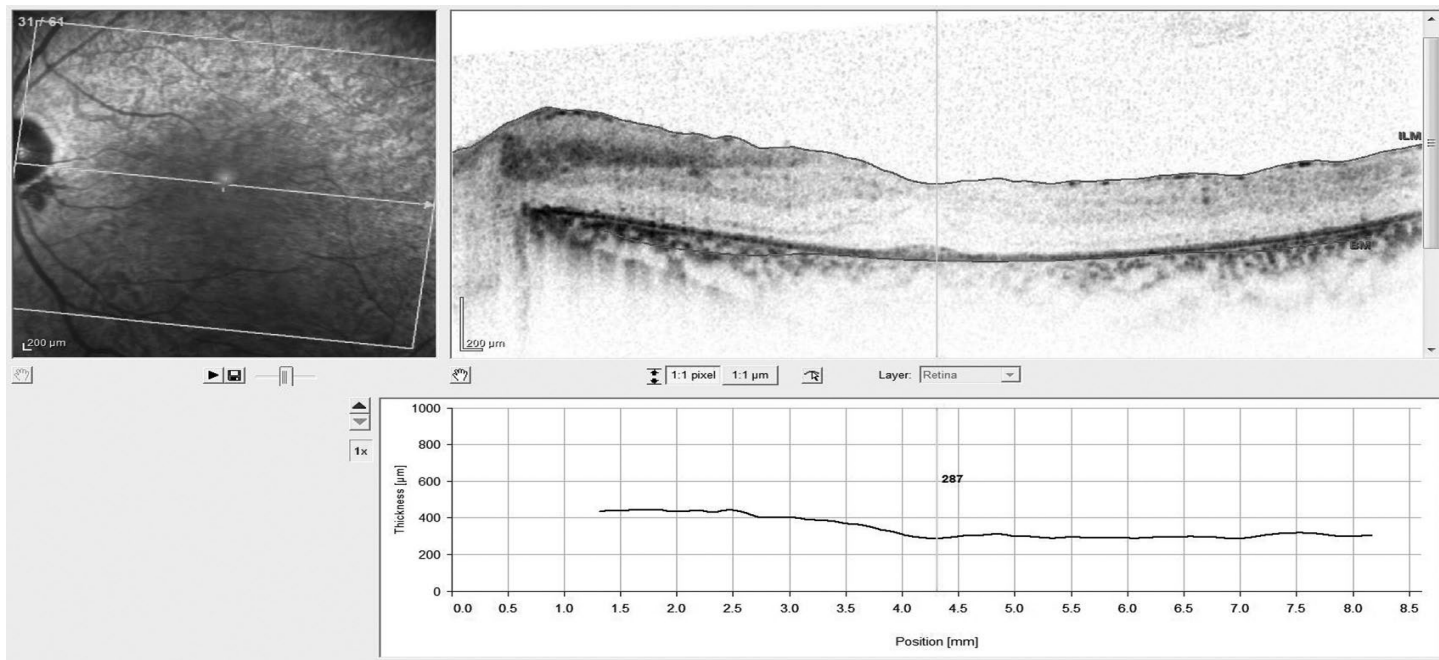 31 / 61
ILM
BM
200 µm
200 µm
1:1 pixel
1:1 µm
Layer:
Retina
1x
1000
800
600
400
200
0
Thickness [µm]
287
0.0 0.5 1.0 1.5 2.0 2.5 3.0 3.5 4.0 4.5 5.0 5.5 6.0 6.5 7.0 7.5 8.0 8.5
Position [mm]